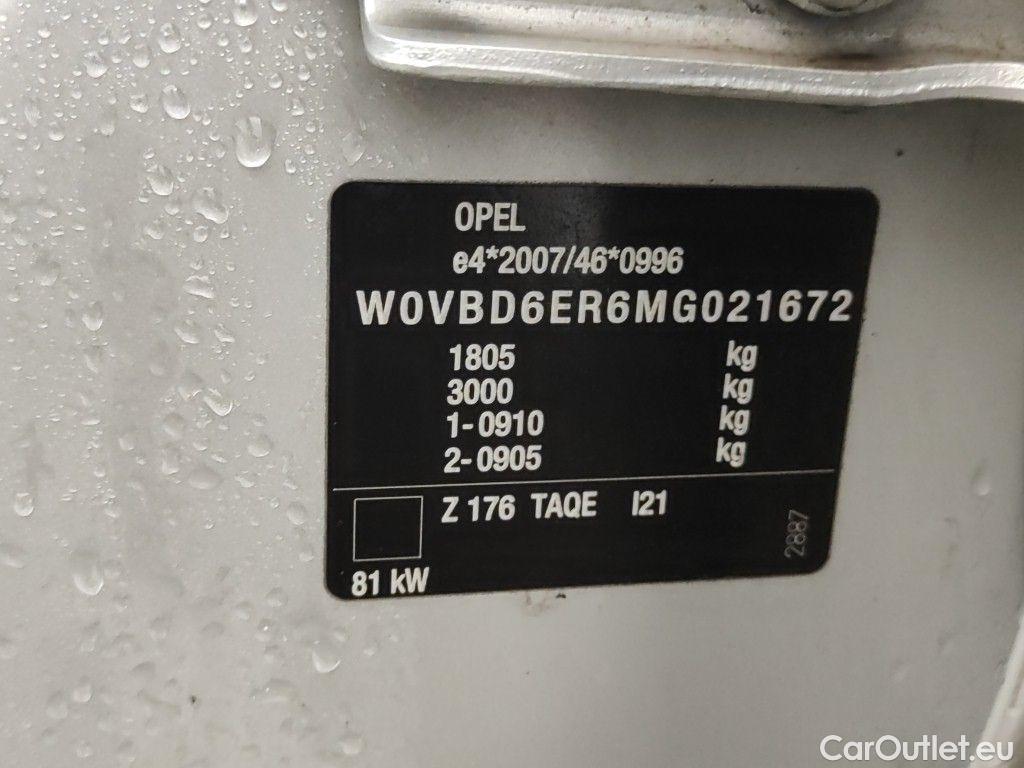 OPEL
e4*2007/46*0996
W0VBD6ER6MG021672
1805 kg
3000 kg
1-0910 kg
2-0905 kg
Z 176 TAQE I21
2887
81 kW
CarOutlet.eu